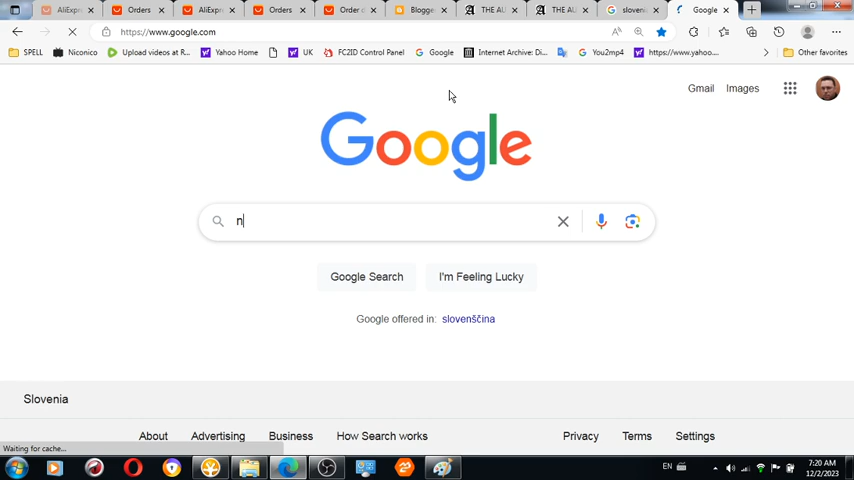 AliExpr
Orders
AliExpr
Orders
Order d
Blogge
THE AU
THE AU
sloveni
Google
https://www.google.com
SPELL
Niconico
Upload videos at R...
Yahoo Home
UK
FC2ID Control Panel
Google
Internet Archive: Di...
You2mp4
https://www.yahoo....
Other favorites
Gmail
Images
Google
n
Google Search
I'm Feeling Lucky
Google offered in: slovenščina
Slovenia
About
Advertising
Business
How Search works
Privacy
Terms
Settings
Waiting for cache...
EN
7:20 AM
12/2/2023